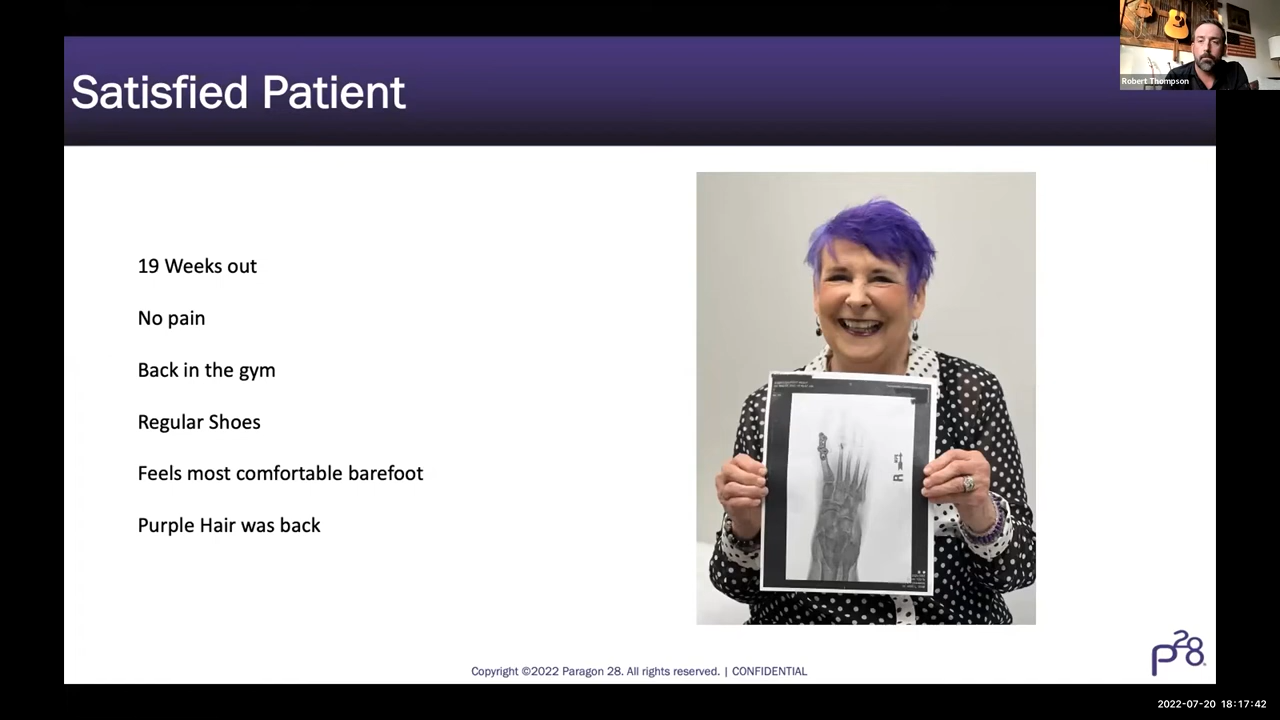 Satisfied Patient
Robert Thompson
19 Weeks out
No pain
Back in the gym
Regular Shoes
Feels most comfortable barefoot
Purple Hair was back
R
Copyright ©2022 Paragon 28. All rights reserved. | CONFIDENTIAL
P28
2022-07-20 18:17:42